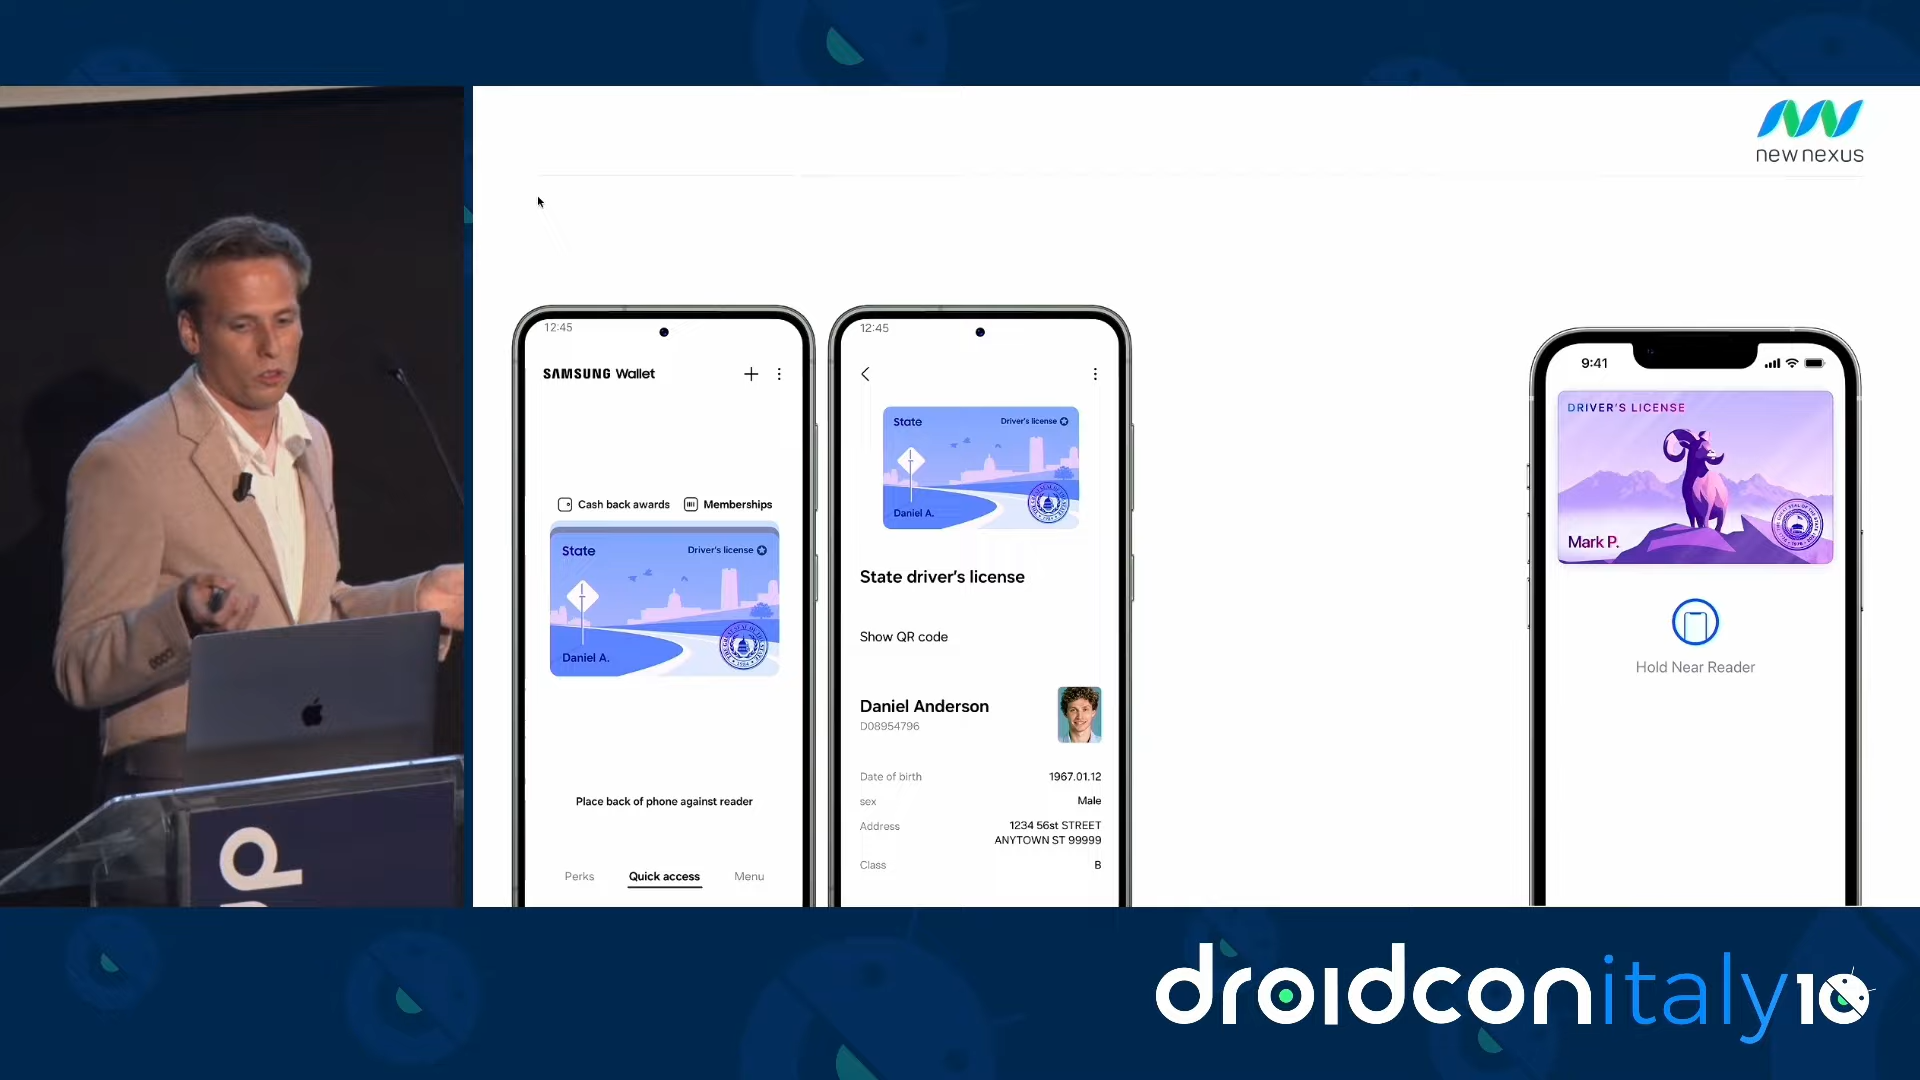 new nexus
12:45
SAMSUNG Wallet
Cash back awards
Memberships
State
Driver's license
Daniel A.
Place back of phone against reader
Perks
Quick access
Menu
12:45
State
Driver's license
Daniel A.
State driver's license
Show QR code
Daniel Anderson
D08954796
Date of birth
1967.01.12
sex
Male
Address
1234 56st STREET
ANYTOWN ST 99999
Class
B
9:41
DRIVER'S LICENSE
Mark P.
Hold Near Reader
droidconitaly10